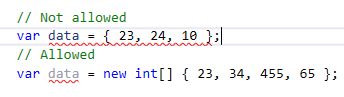 // Not allowed
var data = { 23, 24, 10 };
// Allowed
var data = new int[] { 23, 34, 455, 65 };